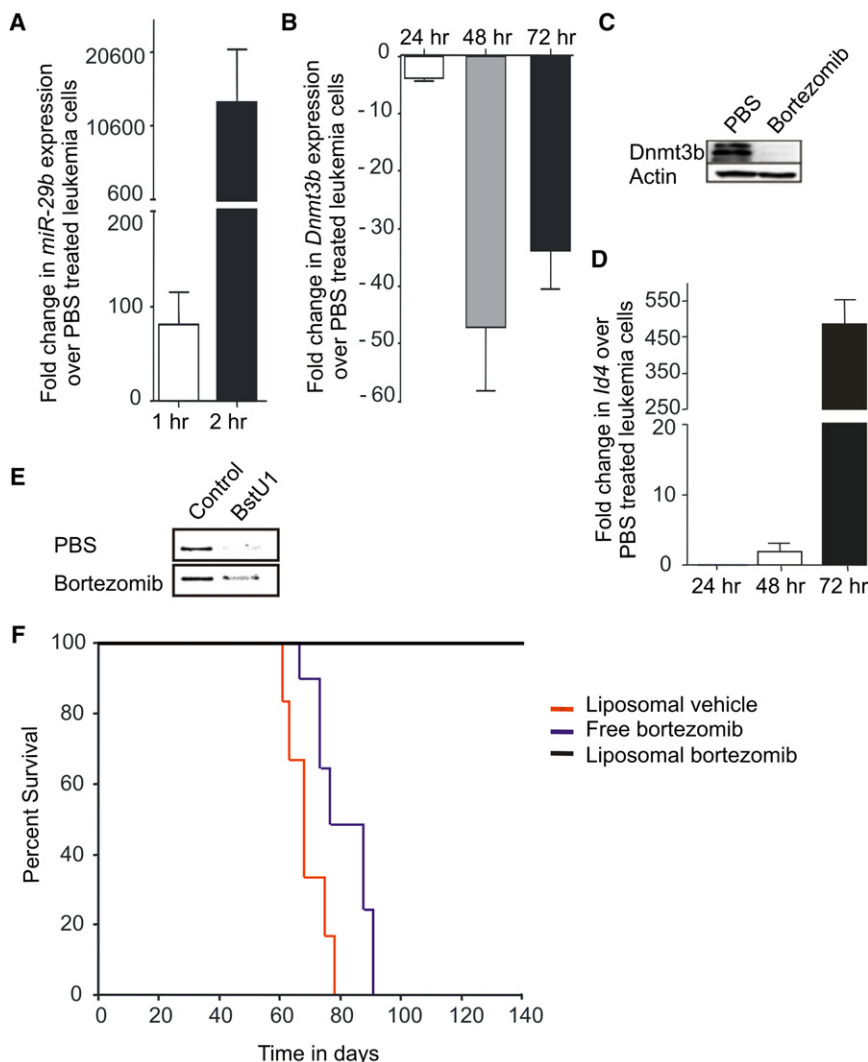 A
Fold change in miR-29b expression
over PBS treated leukemia cells
20600
10600
600
200
100
0
1 hr 2 hr
B
Fold change in Dnmt3b expression
over PBS treated leukemia cells
24 hr 48 hr 72 hr
0
-10
-20
-30
-40
-50
-60
C
PBS Bortezomib
Dnmt3b
Actin
D
Fold change in Id4 over
PBS treated leukemia cells
550
450
350
250
20
10
0
24 hr 48 hr 72 hr
E
Control BstU1
PBS
Bortezomib
F
Percent Survival
100
80
60
40
20
0
0 20 40 60 80 100 120 140
Time in days
Liposomal vehicle
Free bortezomib
Liposomal bortezomib